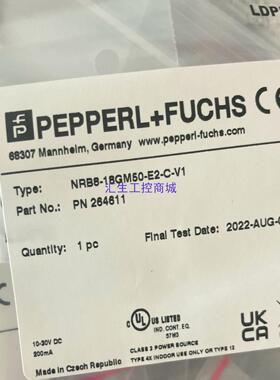 LDP
PEPPERL+FUCHS
68307 Mannheim, Germany www.pepperl-fuchs.com
Type: NRB8-18GM50-E2-C-V1
汇生工控商城
Part No.: PN 264611
Quantity: 1 pc
Final Test Date: 2022-AUG-0
10-30V DC
200mA
Made in Czech Republic
c UL US LISTED
IND. CONT. EQ.
57M3
CLASS 2 POWER SOURCE
TYPE 4X INDOOR USE ONLY OR TYPE 12
UK
CA